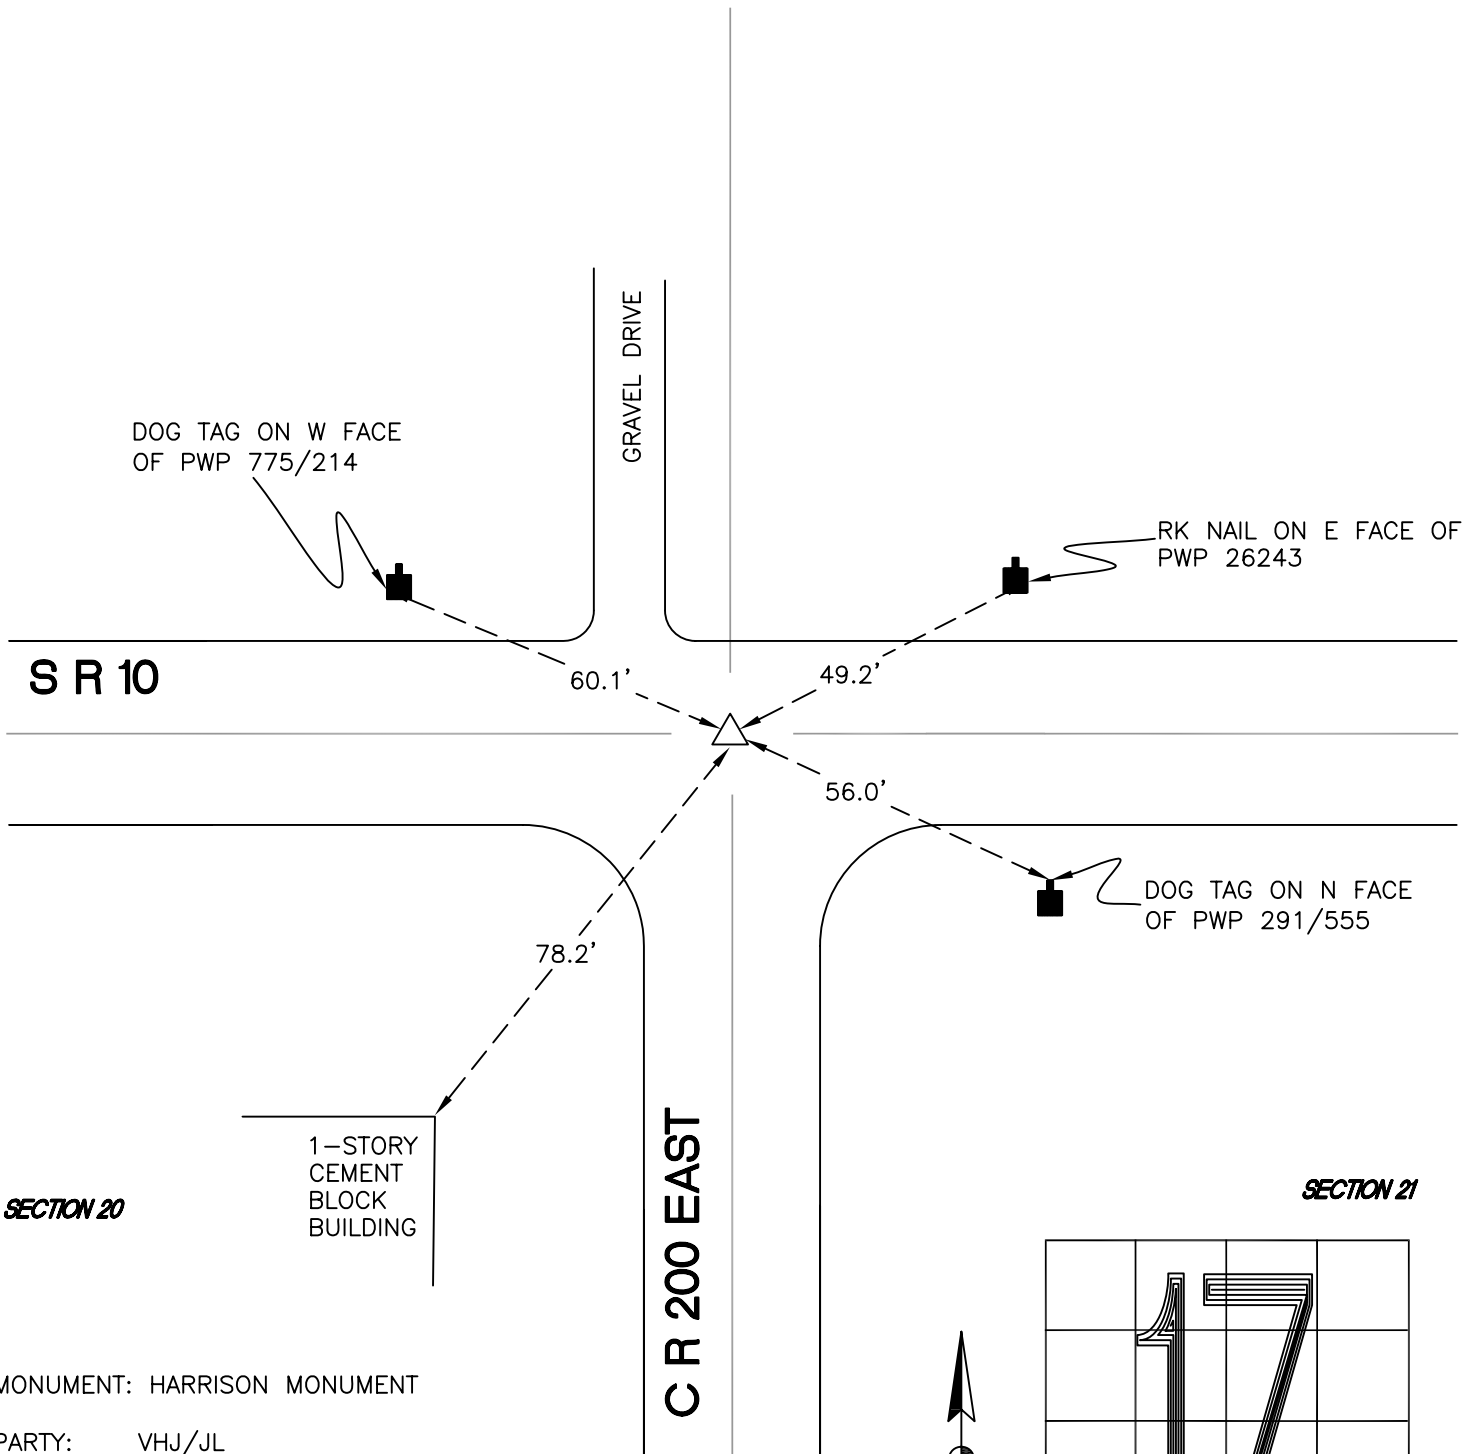 GRAVEL DRIVE
DOG TAG ON W FACE
OF PWP 775/214
RK NAIL ON E FACE OF
PWP 26243
S R 10
60.1'
49.2'
56.0'
DOG TAG ON N FACE
OF PWP 291/555
78.2'
1-STORY
CEMENT
BLOCK
BUILDING
C R 200 EAST
SECTION 20
SECTION 21
17
MONUMENT: HARRISON MONUMENT
PARTY: VHJ/JL